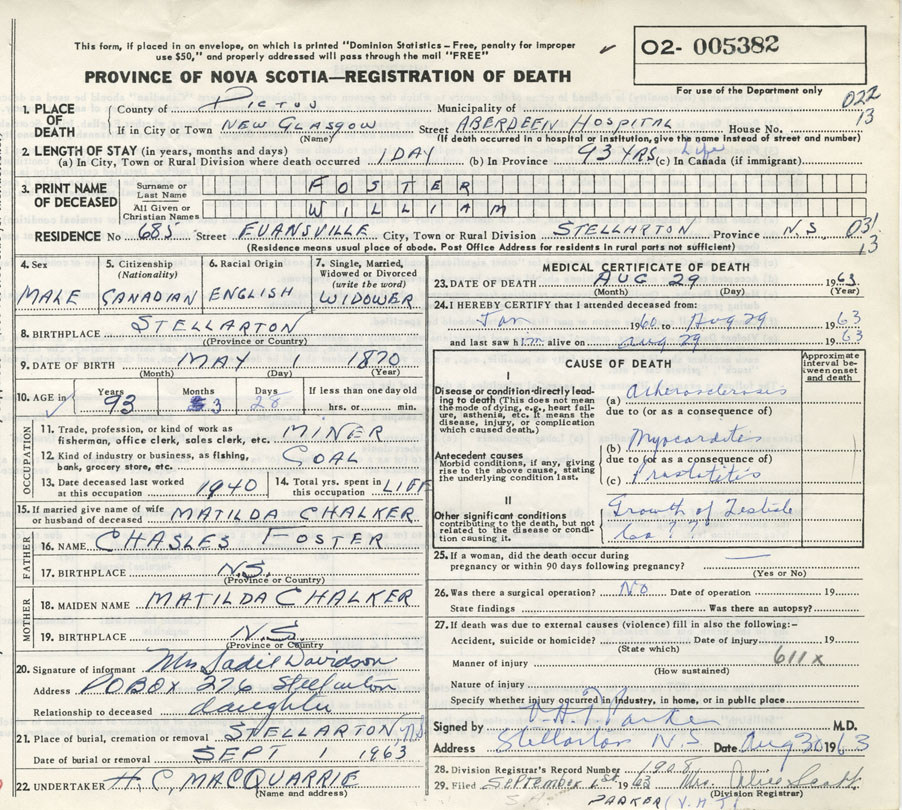 This form, if placed in an envelope, on which is printed "Dominion Statistics – Free, penalty for improper
use $50," and properly addressed will pass through the mail "FREE"
✓
O2- 005382
PROVINCE OF NOVA SCOTIA—REGISTRATION OF DEATH
For use of the Department only
022
13
1. PLACE OF DEATH
County of PICTOU Municipality of
If in City or Town NEW GLASGOW Street ABERDEEN HOSPITAL House No.
(Name) (If death occurred in a hospital or institution, give the name instead of street and number)
2. LENGTH OF STAY (in years, months and days)
(a) In City, Town or Rural Division where death occurred 1 DAY (b) In Province 93 YRS (c) In Canada (if immigrant) Life
3. PRINT NAME OF DECEASED
Surname or Last Name FOSTER
All Given or Christian Names WILLIAM
RESIDENCE No 685 Street EVANSVILLE City, Town or Rural Division STELLARTON Province N.S
031
13
(Residence means usual place of abode. Post Office Address for residents in rural parts not sufficient)
4. Sex MALE
5. Citizenship (Nationality) CANADIAN
6. Racial Origin ENGLISH
7. Single, Married, Widowed or Divorced (write the word) WIDOWER
8. BIRTHPLACE STELLARTON
(Province or Country)
9. DATE OF BIRTH MAY 1 1870
(Month) (Day) (Year)
10. AGE in ✓ Years 93 Months 3 Days 28 If less than one day old
hrs. or min.
OCCUPATION
11. Trade, profession, or kind of work as fisherman, office clerk, sales clerk, etc. MINER
12. Kind of industry or business, as fishing, bank, grocery store, etc. COAL
13. Date deceased last worked at this occupation 1940
14. Total yrs. spent in this occupation LIFE
15. If married give name of wife or husband of deceased MATILDA CHALKER
FATHER
16. NAME CHASLES FOSTER
17. BIRTHPLACE N.S.
(Province or Country)
MOTHER
18. MAIDEN NAME MATILDA CHALKER
19. BIRTHPLACE N.S.
(Province or Country)
20. Signature of informant Mrs Sadie Davidson
Address P O BOX 276 Stellarton
Relationship to deceased daughter
21. Place of burial, cremation or removal STELLARTON, NS
Date of burial or removal SEPT 1 1963
22. UNDERTAKER H. C. MACQUARRIE
(Name and address)
MEDICAL CERTIFICATE OF DEATH
23. DATE OF DEATH AUG 29 1963
(Month) (Day) (Year)
24. I HEREBY CERTIFY that I attended deceased from:
Jan 1960 to Aug 29 1963
and last saw him alive on Aug 29 1963
CAUSE OF DEATH
Approximate interval between onset and death
I
Disease or condition directly leading to death (This does not mean the mode of dying, e.g., heart failure, asthenia, etc. It means the disease, injury, or complication which caused death.)
(a) Atherosclerosis
due to (or as a consequence of)
Antecedent causes
Morbid conditions, if any, giving rise to the above cause, stating the underlying condition last.
(b) Myocarditis
due to (or as a consequence of)
(c) Prostatitis
II
Other significant conditions contributing to the death, but not related to the disease or condition causing it.
Growth of Testicle
Ca??
25. If a woman, did the death occur during pregnancy or within 90 days following pregnancy? —
(Yes or No)
26. Was there a surgical operation? No Date of operation 19
State findings Was there an autopsy?
27. If death was due to external causes (violence) fill in also the following:–
Accident, suicide or homicide? Date of injury 19
(State which)
611X
Manner of injury
(How sustained)
Nature of injury
Specify whether injury occurred in industry, in home, or in public place
Signed by Parker M.D.
Address Stellarton N.S Date Aug 30 1963
28. Division Registrar's Record Number 1908
29. Filed September 1st 1963 Mrs.
(Division Registrar)
PARKER (V.H.T.)